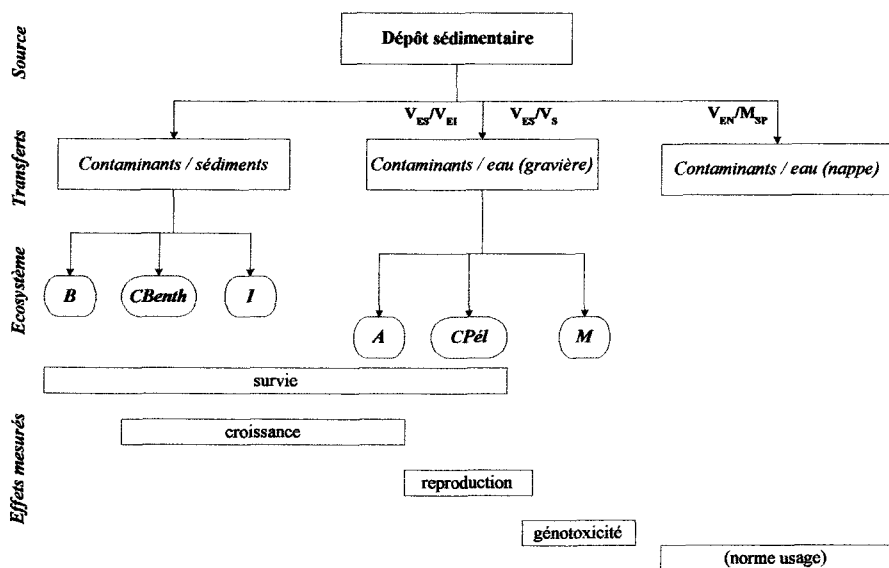 Source
Dépôt sédimentaire
V_ES/V_EI
V_ES/V_S
V_EN/M_SP
Transferts
Contaminants / sédiments
Contaminants / eau (gravière)
Contaminants / eau (nappe)
Ecosystème
B
CBenth
I
A
CPél
M
Effets mesurés
survie
croissance
reproduction
génotoxicité
(norme usage)